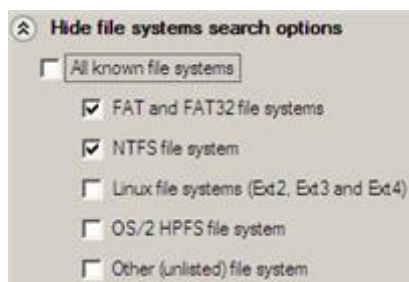 Hide file systems search options
All known file systems
FAT and FAT32 file systems
NTFS file system
Linux file systems (Ext2, Ext3 and Ext4)
OS/2 HPFS file system
Other (unlisted) file system